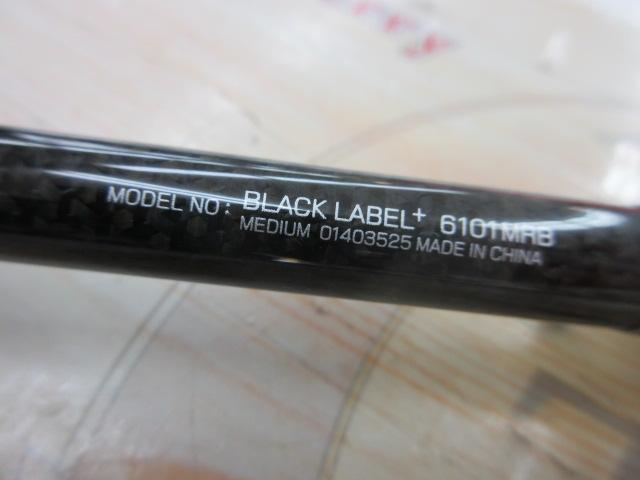 MODEL NO: BLACK LABEL+ 6101MRB
MEDIUM 01403525 MADE IN CHINA